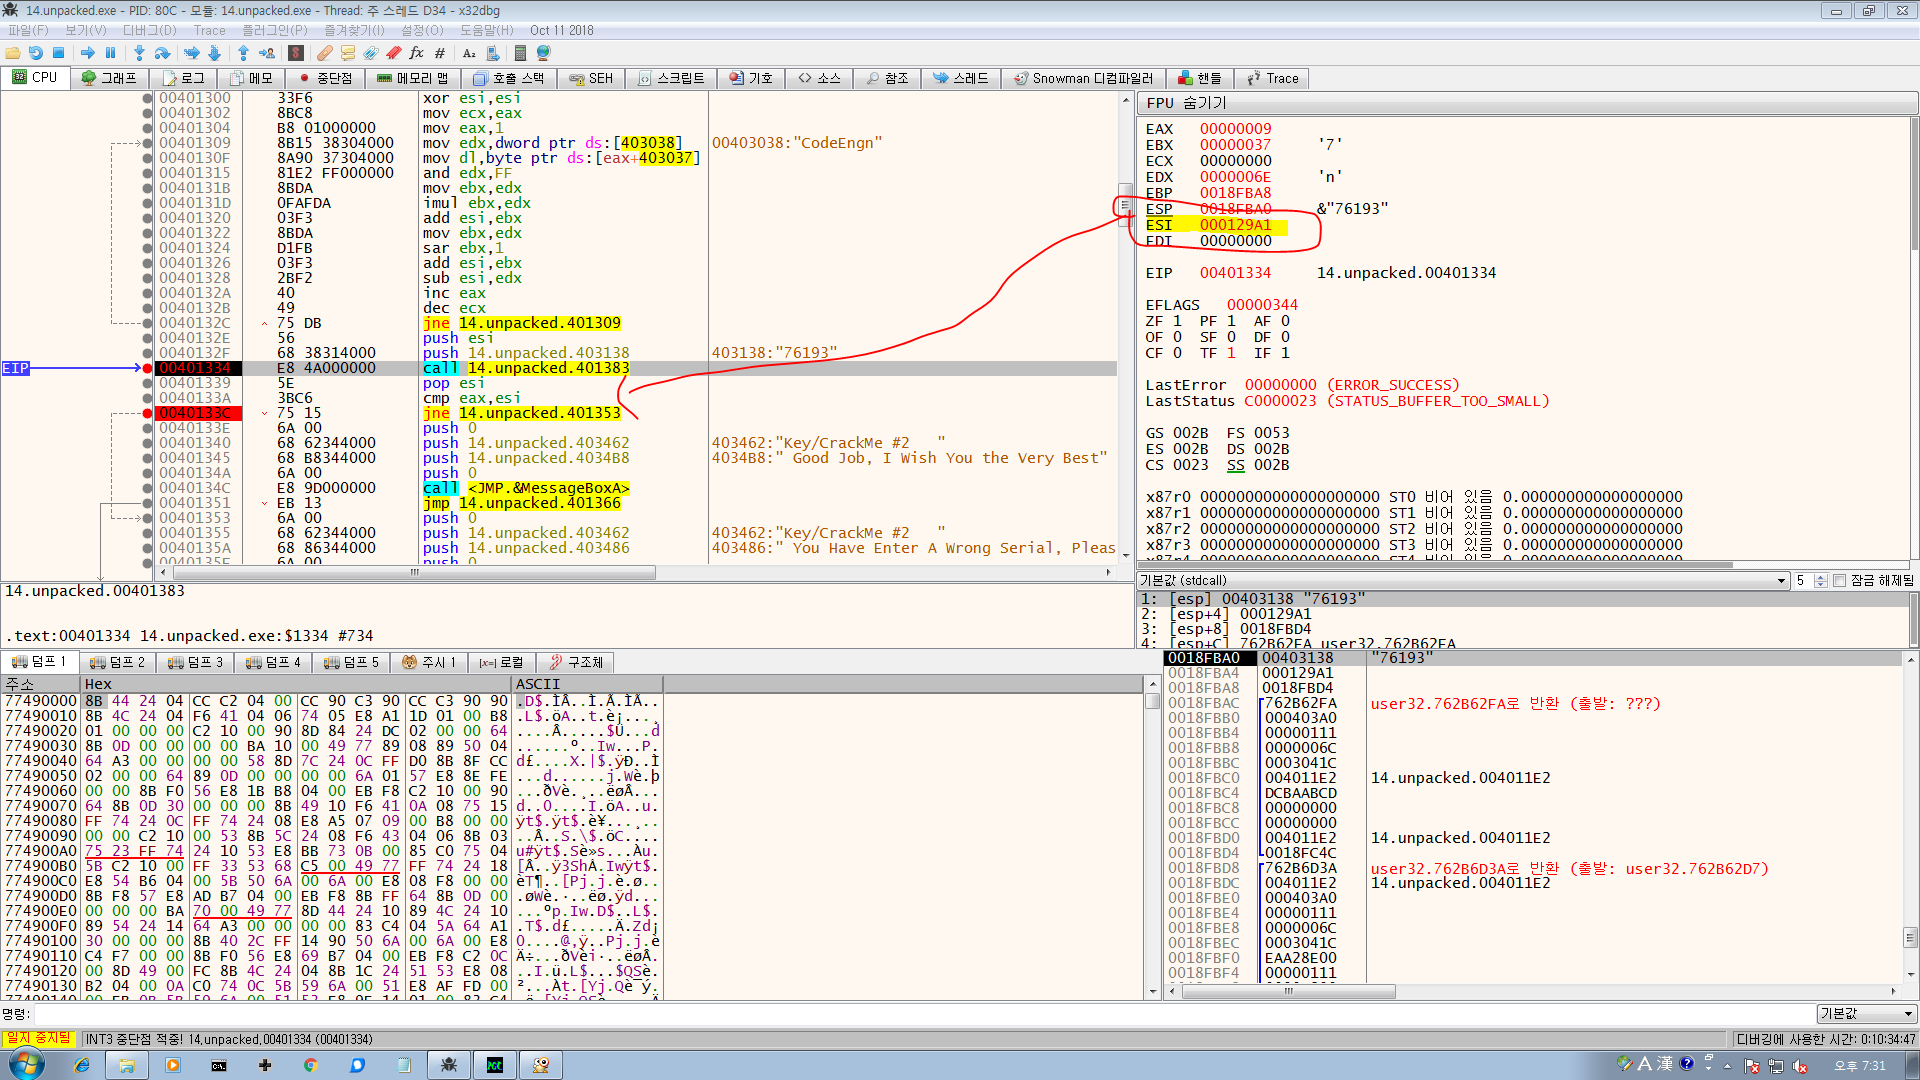 14.unpacked.exe - PID: 80C - 모듈: 14.unpacked.exe - Thread: 주 스레드 D34 - x32dbg
파일(F) 보기(V) 디버그(D) Trace 플러그인(P) 즐겨찾기(I) 설정(O) 도움말(H) Oct 11 2018
CPU 그래프 로그 메모 중단점 메모리 맵 호출 스택 SEH 스크립트 기호 소스 참조 스레드 Snowman 디컴파일러 핸들 Trace
00401300 33F6 xor esi,esi
00401302 8BC8 mov ecx,eax
00401304 B8 01000000 mov eax,1
00401309 8B15 38304000 mov edx,dword ptr ds:[403038] 00403038:"CodeEngn"
0040130F 8A90 37304000 mov dl,byte ptr ds:[eax+403037]
00401315 81E2 FF000000 and edx,FF
0040131B 8BDA mov ebx,edx
0040131D 0FAFDA imul ebx,edx
00401320 03F3 add esi,ebx
00401322 8BDA mov ebx,edx
00401324 D1FB sar ebx,1
00401326 03F3 add esi,ebx
00401328 2BF2 sub esi,edx
0040132A 40 inc eax
0040132B 49 dec ecx
0040132C 75 DB jne 14.unpacked.401309
0040132E 56 push esi
0040132F 68 38314000 push 14.unpacked.403138 403138:"76193"
EIP 00401334 E8 4A000000 call 14.unpacked.401383
00401339 5E pop esi
0040133A 3BC6 cmp eax,esi
0040133C 75 15 jne 14.unpacked.401353
0040133E 6A 00 push 0
00401340 68 62344000 push 14.unpacked.403462 403462:"Key/CrackMe #2   "
00401345 68 B8344000 push 14.unpacked.4034B8 4034B8:" Good Job, I Wish You the Very Best"
0040134A 6A 00 push 0
0040134C E8 9D000000 call <JMP.&MessageBoxA>
00401351 EB 13 jmp 14.unpacked.401366
00401353 6A 00 push 0
00401355 68 62344000 push 14.unpacked.403462 403462:"Key/CrackMe #2   "
0040135A 68 86344000 push 14.unpacked.403486 403486:" You Have Enter A Wrong Serial, Pleas
0040135F 6A 00 push 0
FPU 숨기기
EAX 00000009
EBX 00000037 '7'
ECX 00000000
EDX 0000006E 'n'
EBP 0018FBA8
ESP 0018FBA0 &"76193"
ESI 000129A1
EDI 00000000
EIP 00401334 14.unpacked.00401334
EFLAGS 00000344
ZF 1 PF 1 AF 0
OF 0 SF 0 DF 0
CF 0 TF 1 IF 1
LastError 00000000 (ERROR_SUCCESS)
LastStatus C0000023 (STATUS_BUFFER_TOO_SMALL)
GS 002B FS 0053
ES 002B DS 002B
CS 0023 SS 002B
x87r0 00000000000000000000 ST0 비어 있음 0.000000000000000000
x87r1 00000000000000000000 ST1 비어 있음 0.000000000000000000
x87r2 00000000000000000000 ST2 비어 있음 0.000000000000000000
x87r3 00000000000000000000 ST3 비어 있음 0.000000000000000000
14.unpacked.00401383
.text:00401334 14.unpacked.exe:$1334 #734
기본값 (stdcall) 5 잠금 해제됨
1: [esp] 00403138 "76193"
2: [esp+4] 000129A1
3: [esp+8] 0018FBD4
4: [esp+C] 762B62FA user32.762B62FA
덤프 1 덤프 2 덤프 3 덤프 4 덤프 5 주시 1 로컬 구조체
주소 Hex ASCII
77490000 8B 44 24 04 CC C2 04 00 CC 90 C3 90 CC C3 90 90
77490010 8B 4C 24 04 F6 41 04 06 74 05 E8 A1 1D 01 00 B8
77490020 01 00 00 00 C2 10 00 90 8D 84 24 DC 02 00 00 64
77490030 8B 0D 00 00 00 00 BA 10 00 49 77 89 08 89 50 04
77490040 64 A3 00 00 00 00 58 8D 7C 24 0C FF D0 8B 8F CC
77490050 02 00 00 64 89 0D 00 00 00 00 6A 01 57 E8 8E FE
77490060 00 00 8B F0 56 E8 1B B8 04 00 EB F8 C2 10 00 90
77490070 64 8B 0D 30 00 00 00 8B 49 10 F6 41 0A 08 75 15
77490080 FF 74 24 0C FF 74 24 08 E8 A5 07 09 00 B8 00 00
77490090 00 00 C2 10 00 53 8B 5C 24 08 F6 43 04 06 8B 03
774900A0 75 23 FF 74 24 10 53 E8 BB 73 0B 00 85 C0 75 04
774900B0 5B C2 10 00 FF 33 53 68 C5 00 49 77 FF 74 24 18
774900C0 E8 54 B6 04 00 5B 50 6A 00 6A 00 E8 08 F8 00 00
774900D0 8B F8 57 E8 AD B7 04 00 EB F8 8B FF 64 8B 0D 00
774900E0 00 00 00 BA 70 00 49 77 8D 44 24 10 89 4C 24 10
774900F0 89 54 24 14 64 A3 00 00 00 00 83 C4 04 5A 64 A1
77490100 30 00 00 00 8B 40 2C FF 14 90 50 6A 00 6A 00 E8
77490110 C4 F7 00 00 8B F0 56 E8 69 B7 04 00 EB F8 C2 0C
77490120 00 8D 49 00 FC 8B 4C 24 04 8B 1C 24 51 53 E8 08
77490130 B2 04 00 0A C0 74 0C 5B 59 6A 00 51 E8 AF FD 00
0018FBA0 00403138 "76193"
0018FBA4 000129A1
0018FBA8 0018FBD4
0018FBAC 762B62FA user32.762B62FA로 반환 (출발: ???)
0018FBB0 000403A0
0018FBB4 00000111
0018FBB8 0000006C
0018FBBC 0003041C
0018FBC0 004011E2 14.unpacked.004011E2
0018FBC4 DCBAABCD
0018FBC8 00000000
0018FBCC 00000000
0018FBD0 004011E2 14.unpacked.004011E2
0018FBD4 0018FC4C
0018FBD8 762B6D3A user32.762B6D3A로 반환 (출발: user32.762B62D7)
0018FBDC 004011E2 14.unpacked.004011E2
0018FBE0 000403A0
0018FBE4 00000111
0018FBE8 0000006C
0018FBEC 0003041C
0018FBF0 EAA28E00
0018FBF4 00000111
명령: 기본값
일지 중지됨 INT3 중단점 적중! 14.unpacked.00401334 (00401334) 디버깅에 사용한 시간: 0:10:34:47
A 漢 오후 7:31